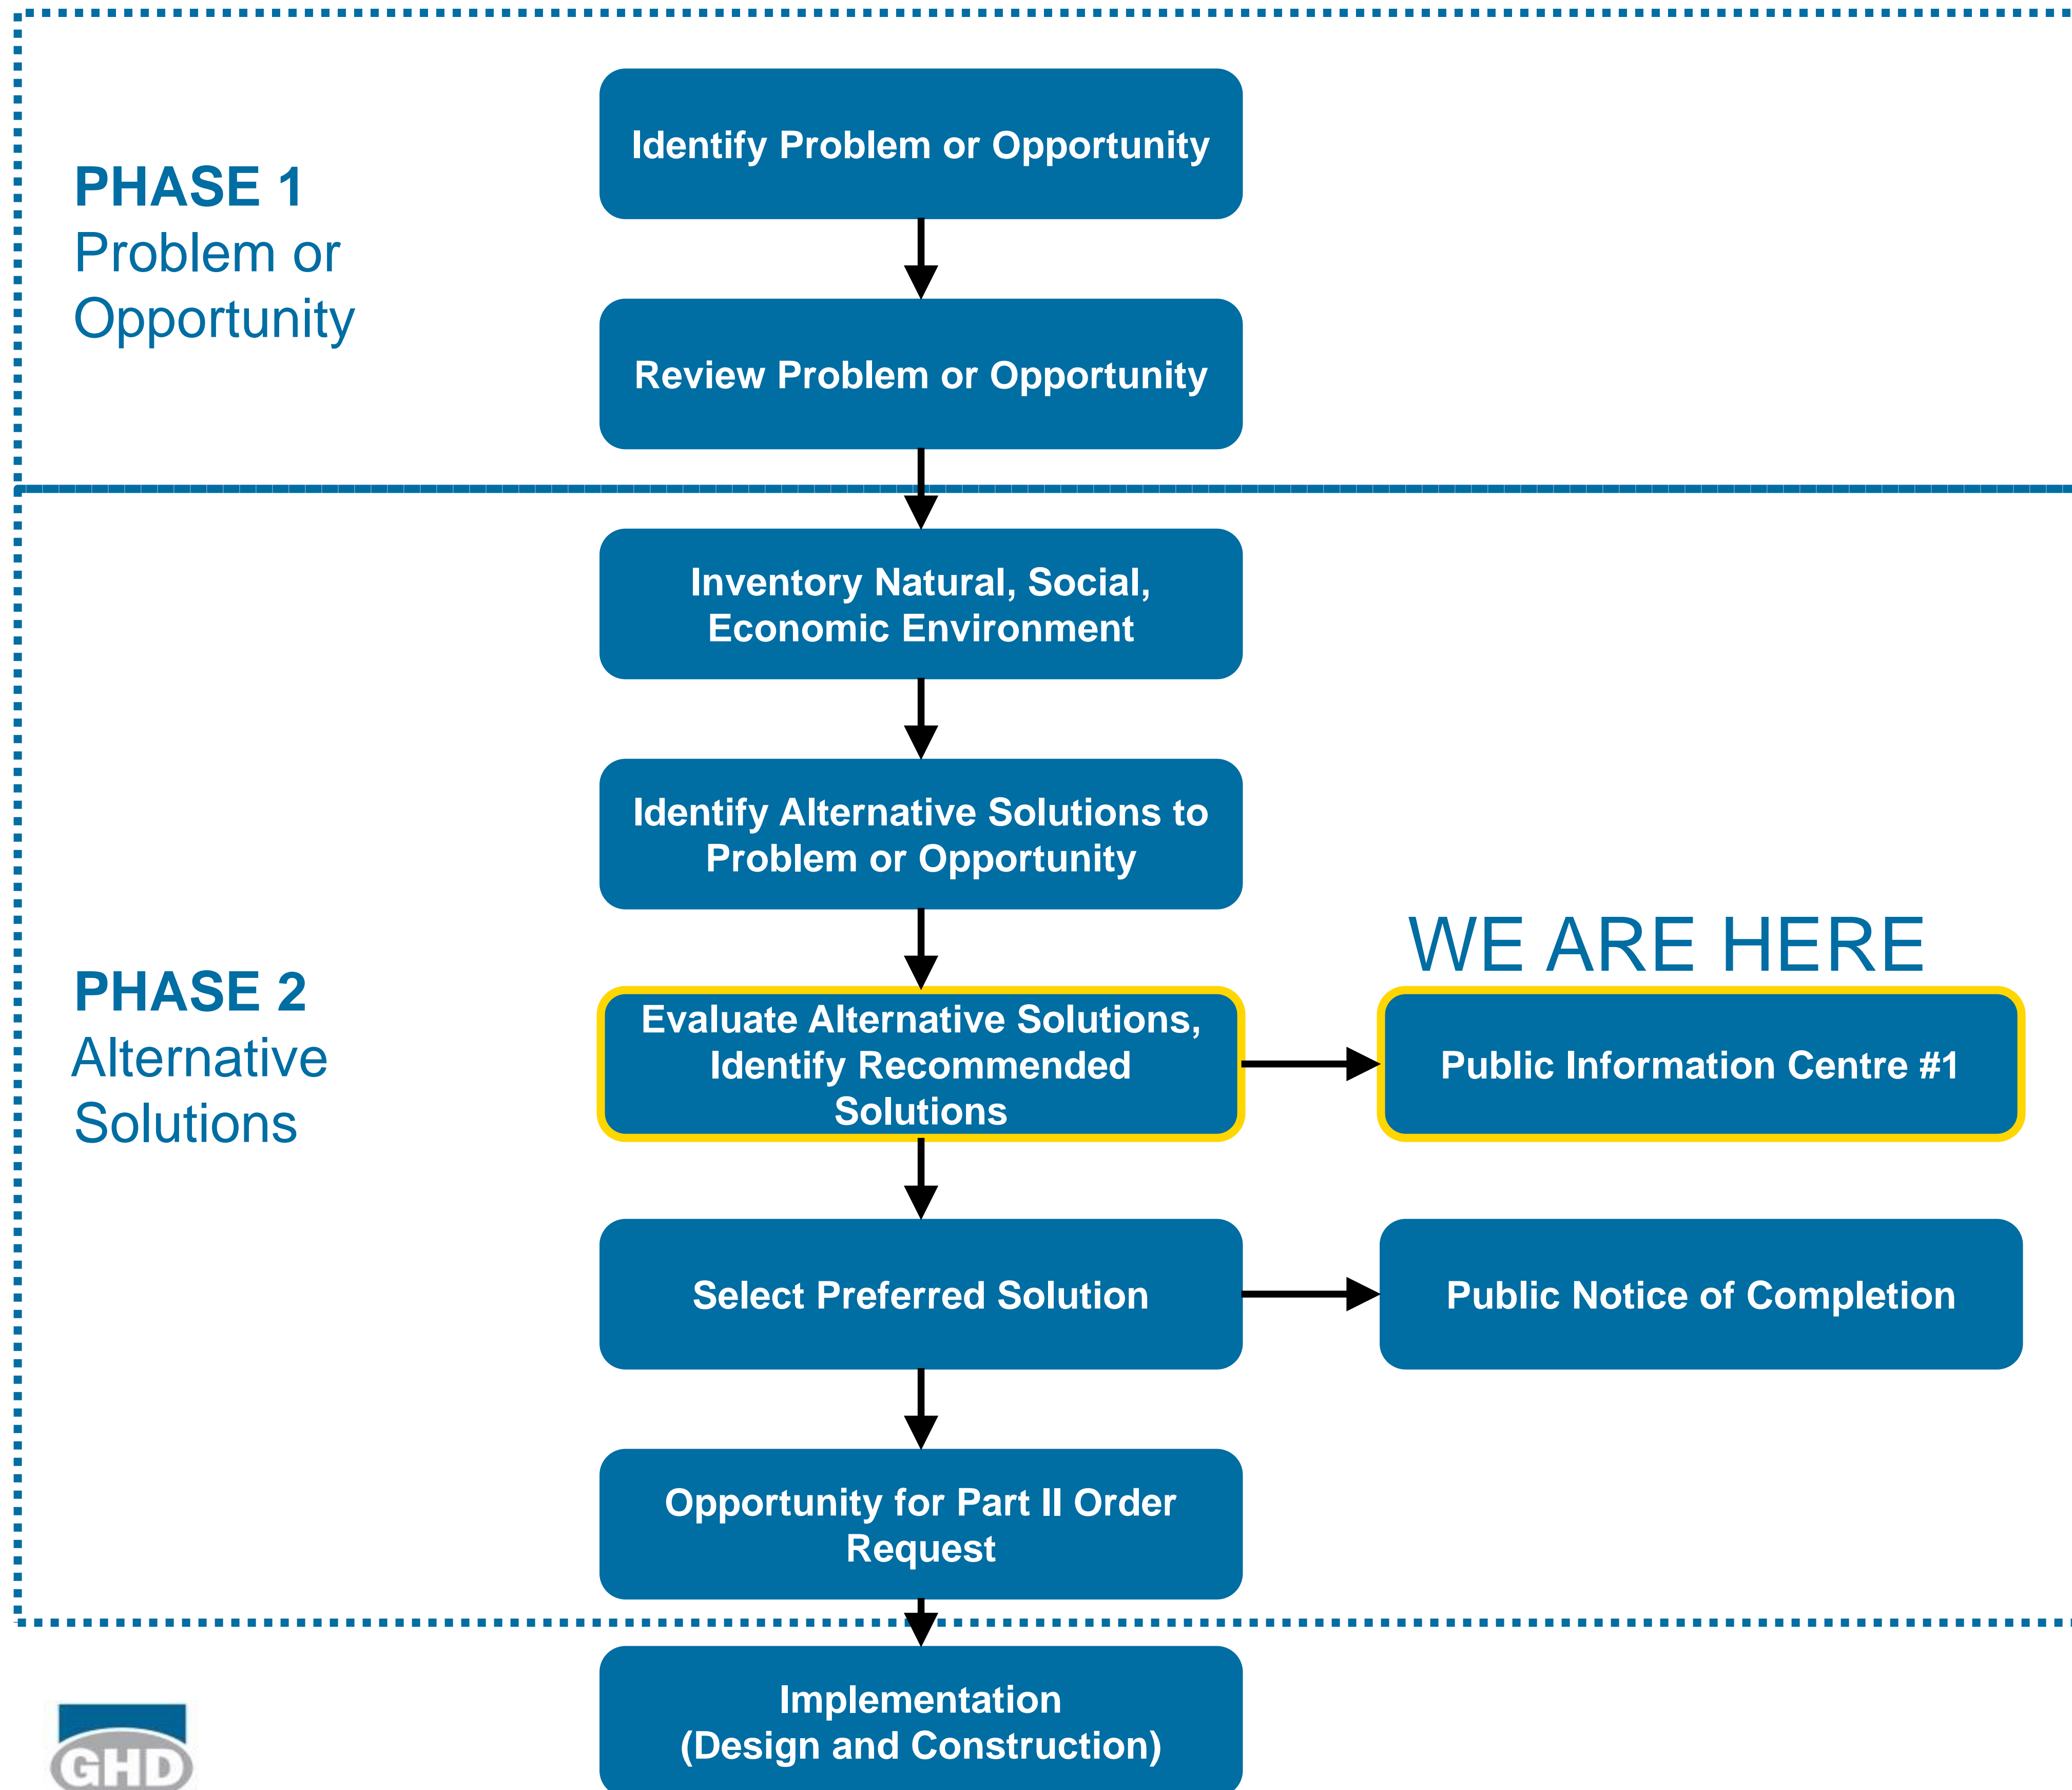 Identify Problem or Opportunity
PHASE 1
Problem or
Opportunity
Review Problem or Opportunity
Inventory Natural, Social,
Economic Environment
Identify Alternative Solutions to
Problem or Opportunity
PHASE 2
Alternative
Solutions
WE ARE HERE
Evaluate Alternative Solutions,
Identify Recommended
Solutions
Public Information Centre #1
Select Preferred Solution
Public Notice of Completion
Opportunity for Part II Order
Request
Implementation
(Design and Construction)
GHD